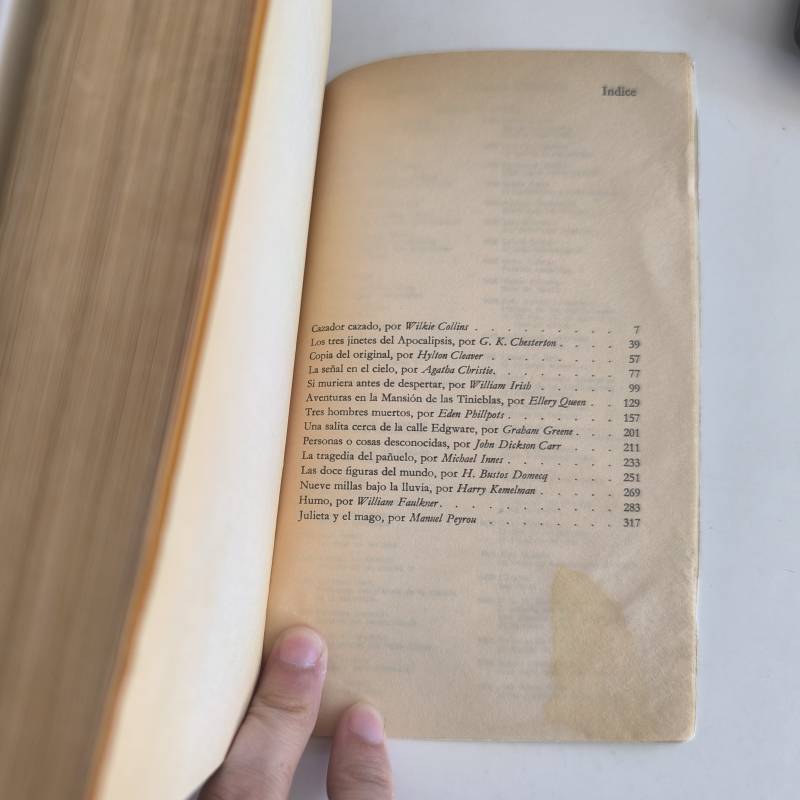 Índice
Cazador cazado, por Wilkie Collins . . . . . . . . 7
Los tres jinetes del Apocalipsis, por G. K. Chesterton . . . . 39
Copia del original, por Hylton Cleaver . . . . . . . 57
La señal en el cielo, por Agatha Christie. . . . . . . 77
Si muriera antes de despertar, por William Irish . . . . . 99
Aventuras en la Mansión de las Tinieblas, por Ellery Queen . . 129
Tres hombres muertos, por Eden Phillpots . . . . . . 157
Una salita cerca de la calle Edgware, por Graham Greene . . . 201
Personas o cosas desconocidas, por John Dickson Carr . . . 211
La tragedia del pañuelo, por Michael Innes . . . . . . 233
Las doce figuras del mundo, por H. Bustos Domecq . . . . 251
Nueve millas bajo la lluvia, por Harry Kemelman . . . . . 269
Humo, por William Faulkner . . . . . . . . . . 283
Julieta y el mago, por Manuel Peyrou . . . . . . . 317